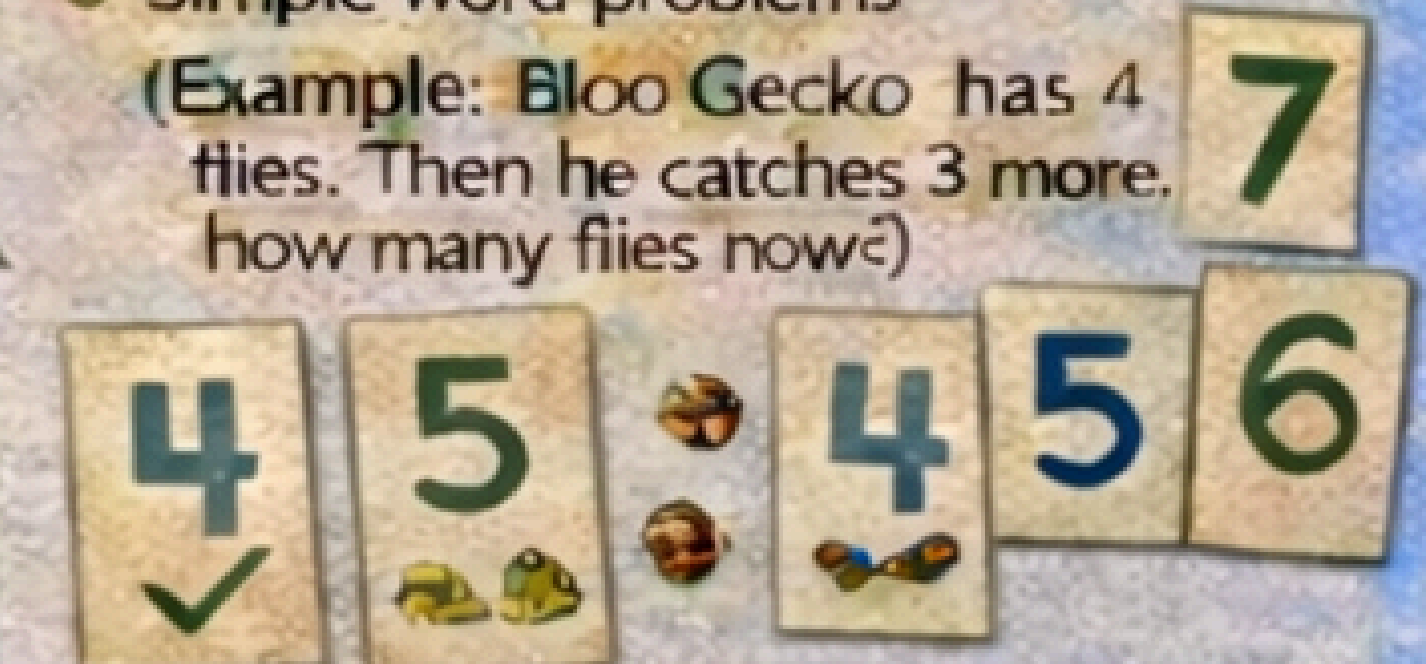 Simple word problems
(Example: Bloo Gecko has 4
flies. Then he catches 3 more.
how many fiies now?)
7
4 5 4 5 6